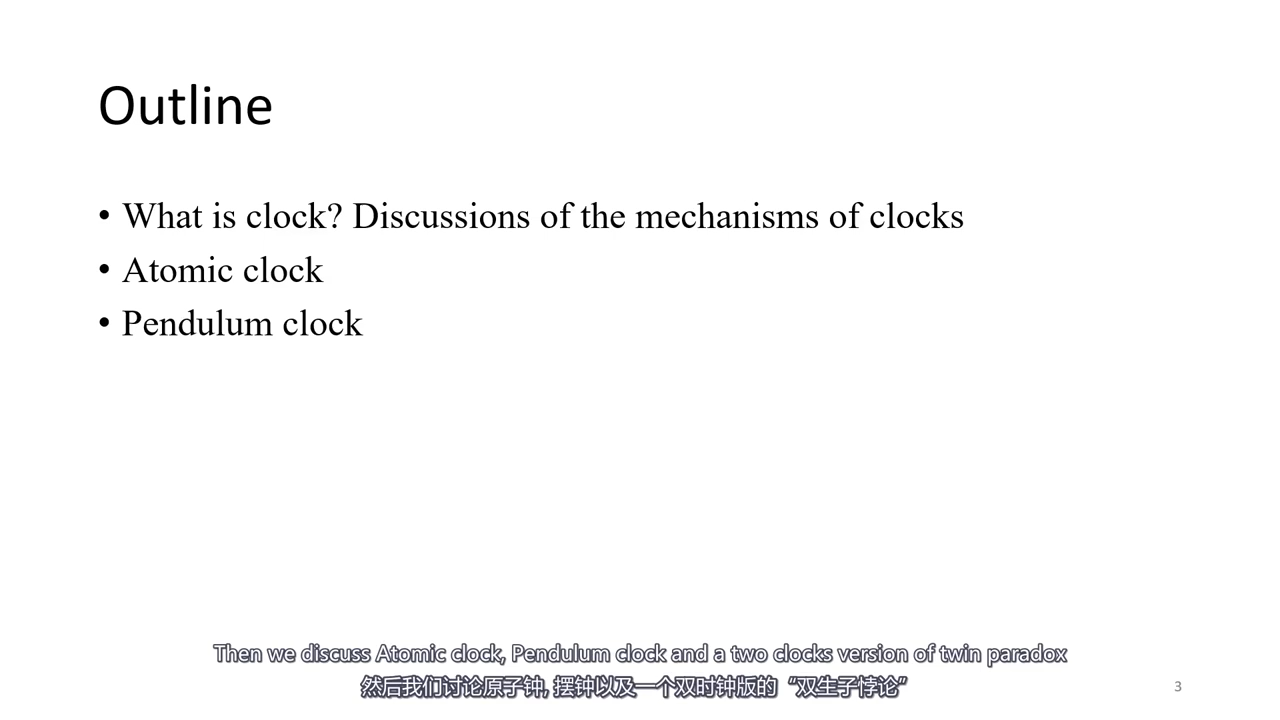 Outline
• What is clock? Discussions of the mechanisms of clocks
• Atomic clock
• Pendulum clock
Then we discuss Atomic clock, Pendulum clock and a two clocks version of twin paradox
然后我们讨论原子钟, 摆钟以及一个双时钟版的“双生子悖论”
3